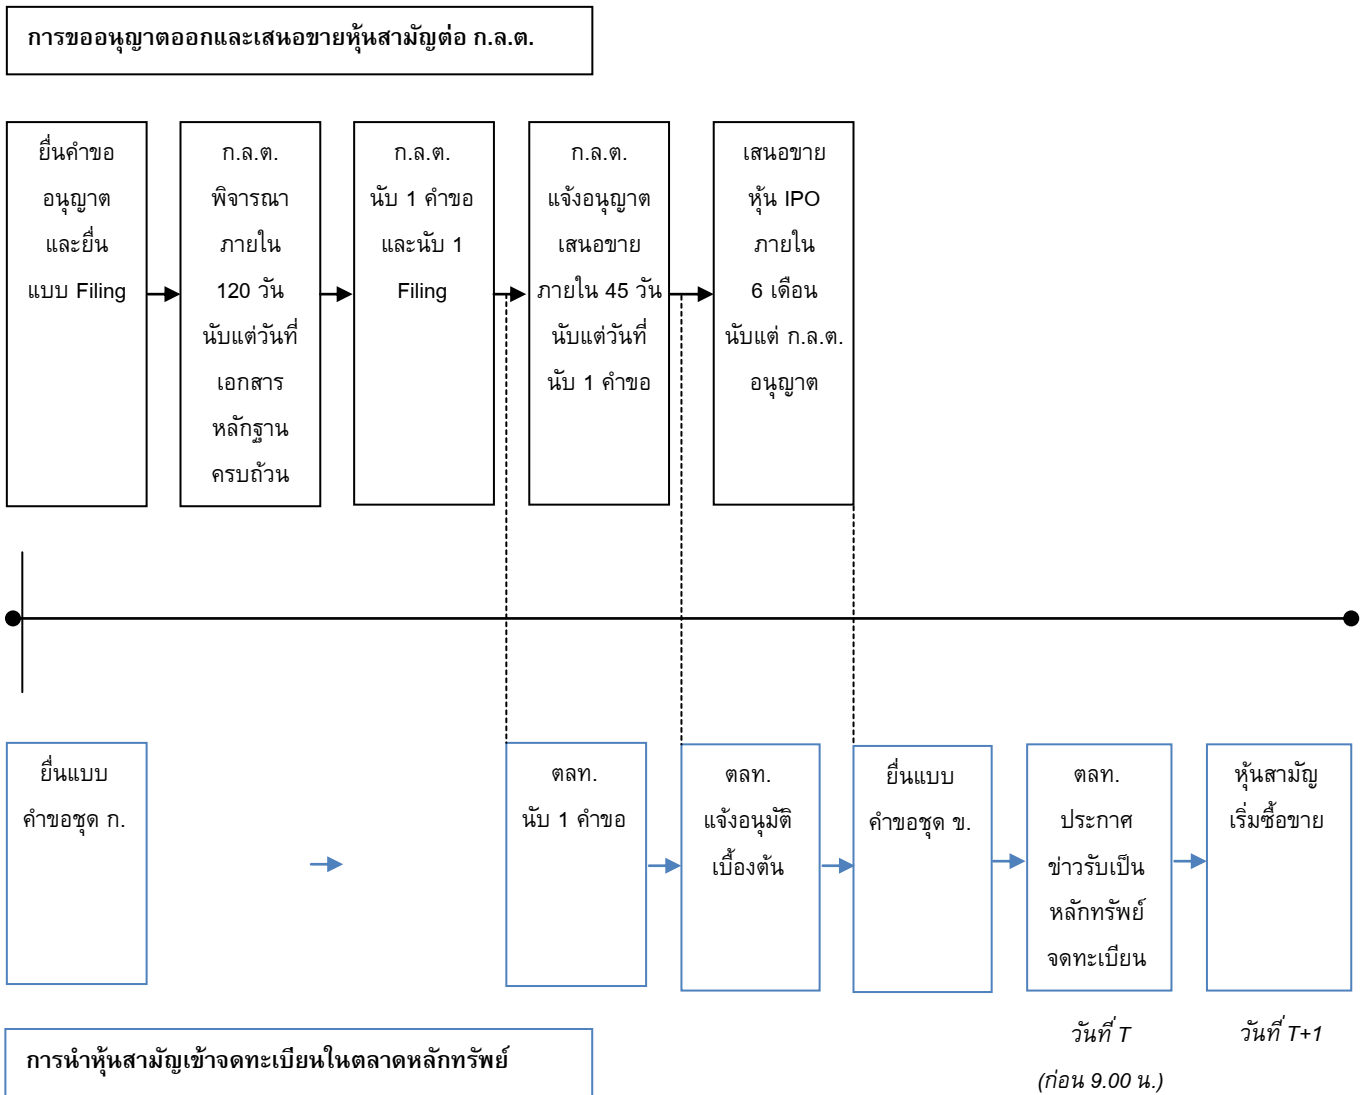 การขออนุญาตออกและเสนอขายหุ้นสามัญต่อ ก.ล.ต.
ยื่นคำขอ
อนุญาต
และยื่น
แบบ Filing
ก.ล.ต.
พิจารณา
ภายใน
120 วัน
นับแต่วันที่
เอกสาร
หลักฐาน
ครบถ้วน
ก.ล.ต.
นับ 1 คำขอ
และนับ 1
Filing
ก.ล.ต.
แจ้งอนุญาต
เสนอขาย
ภายใน 45 วัน
นับแต่วันที่
นับ 1 คำขอ
เสนอขาย
หุ้น IPO
ภายใน
6 เดือน
นับแต่ ก.ล.ต.
อนุญาต
ยื่นแบบ
คำขอชุด ก.
ตลท.
นับ 1 คำขอ
ตลท.
แจ้งอนุมัติ
เบื้องต้น
ยื่นแบบ
คำขอชุด ข.
ตลท.
ประกาศ
ข่าวรับเป็น
หลักทรัพย์
จดทะเบียน
หุ้นสามัญ
เริ่มซื้อขาย
วันที่ T
(ก่อน 9.00 น.)
วันที่ T+1
การนำหุ้นสามัญเข้าจดทะเบียนในตลาดหลักทรัพย์